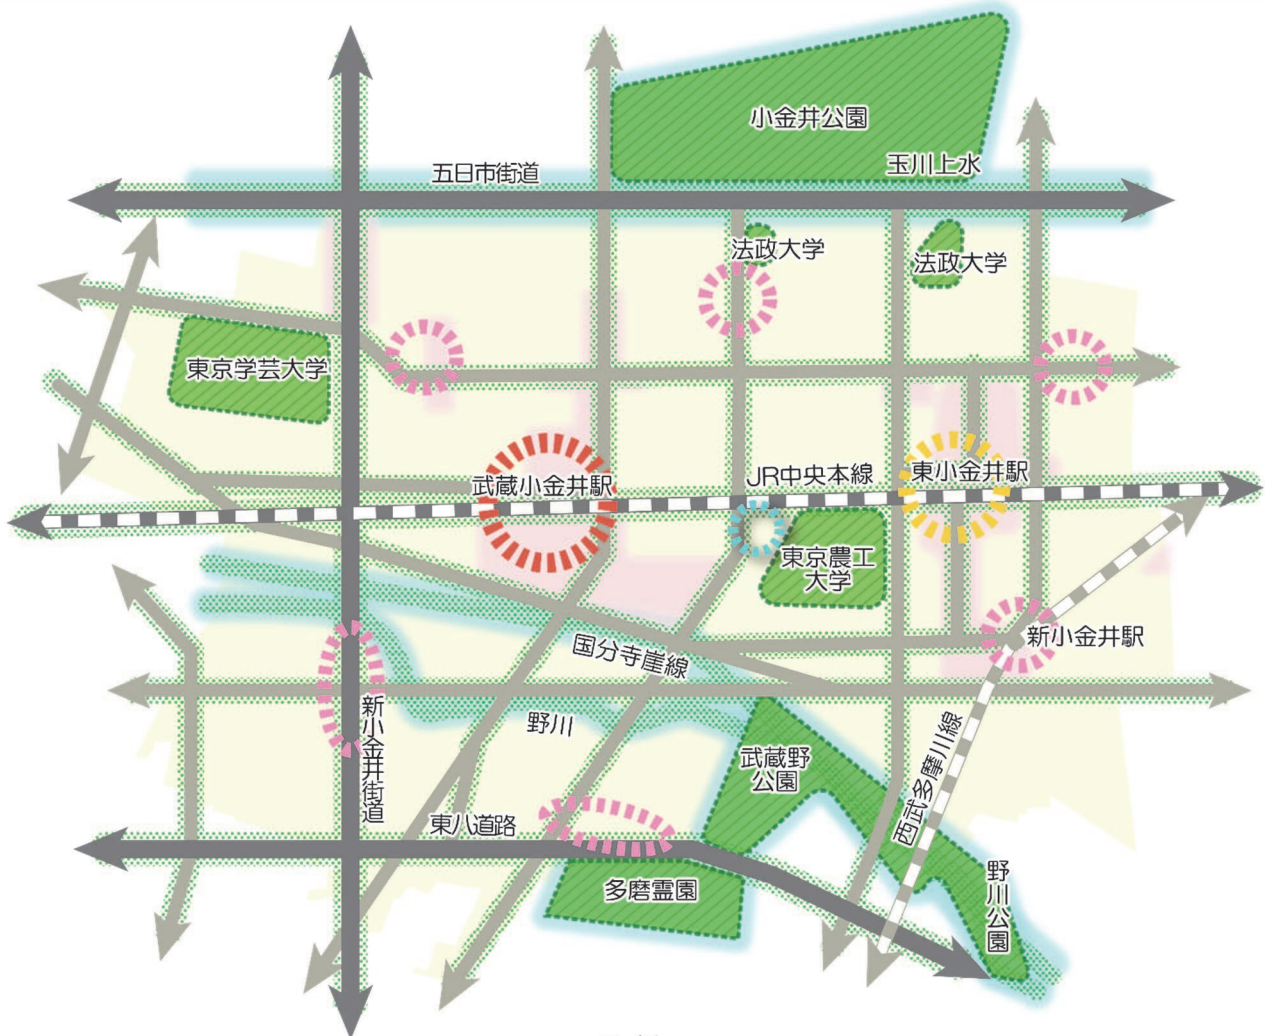 小金井公園
五日市街道
玉川上水
法政大学
法政大学
東京学芸大学
武蔵小金井駅
JR中央本線
東小金井駅
東京農工
大学
国分寺崖線
新小金井駅
野川
新小金井街道
武蔵野
公園
西武多摩川線
東八道路
多磨霊園
野川公園